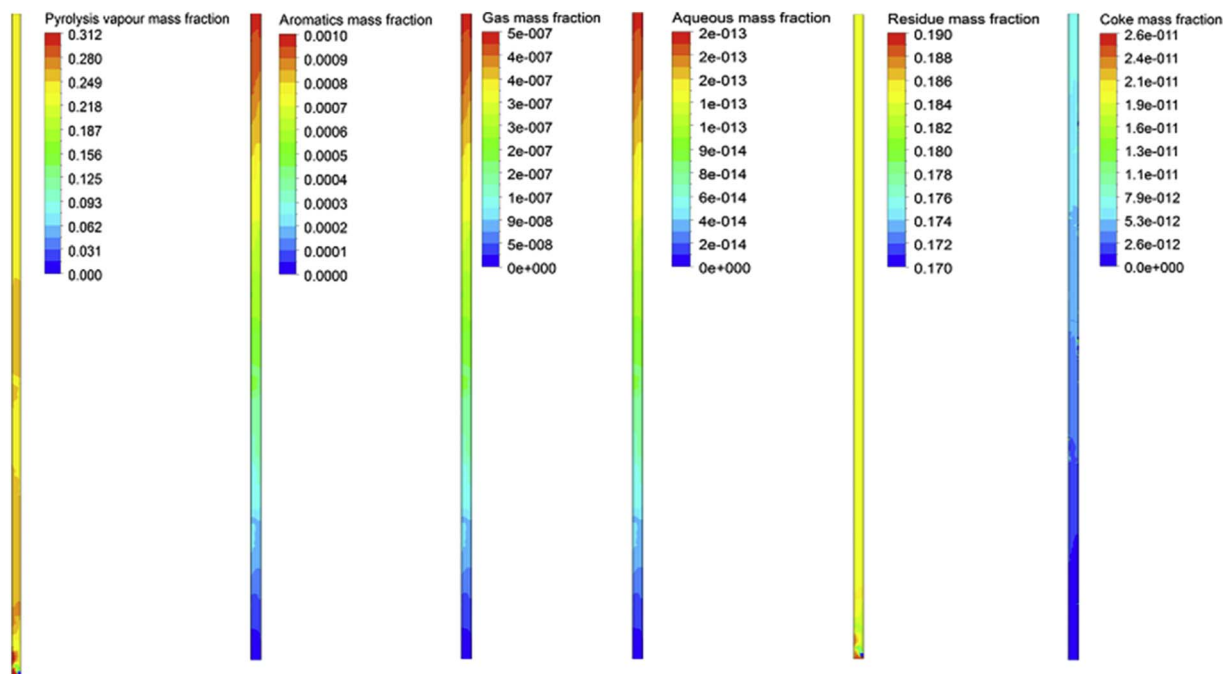 Pyrolysis vapour mass fraction
0.312
0.280
0.249
0.218
0.187
0.156
0.125
0.093
0.062
0.031
0.000
Aromatics mass fraction
0.0010
0.0009
0.0008
0.0007
0.0006
0.0005
0.0004
0.0003
0.0002
0.0001
0.0000
Gas mass fraction
5e-007
4e-007
4e-007
3e-007
3e-007
2e-007
2e-007
1e-007
9e-008
5e-008
0e+000
Aqueous mass fraction
2e-013
2e-013
2e-013
1e-013
1e-013
9e-014
8e-014
6e-014
4e-014
2e-014
0e+000
Residue mass fraction
0.190
0.188
0.186
0.184
0.182
0.180
0.178
0.176
0.174
0.172
0.170
Coke mass fraction
2.6e-011
2.4e-011
2.1e-011
1.9e-011
1.6e-011
1.3e-011
1.1e-011
7.9e-012
5.3e-012
2.6e-012
0.0e+000